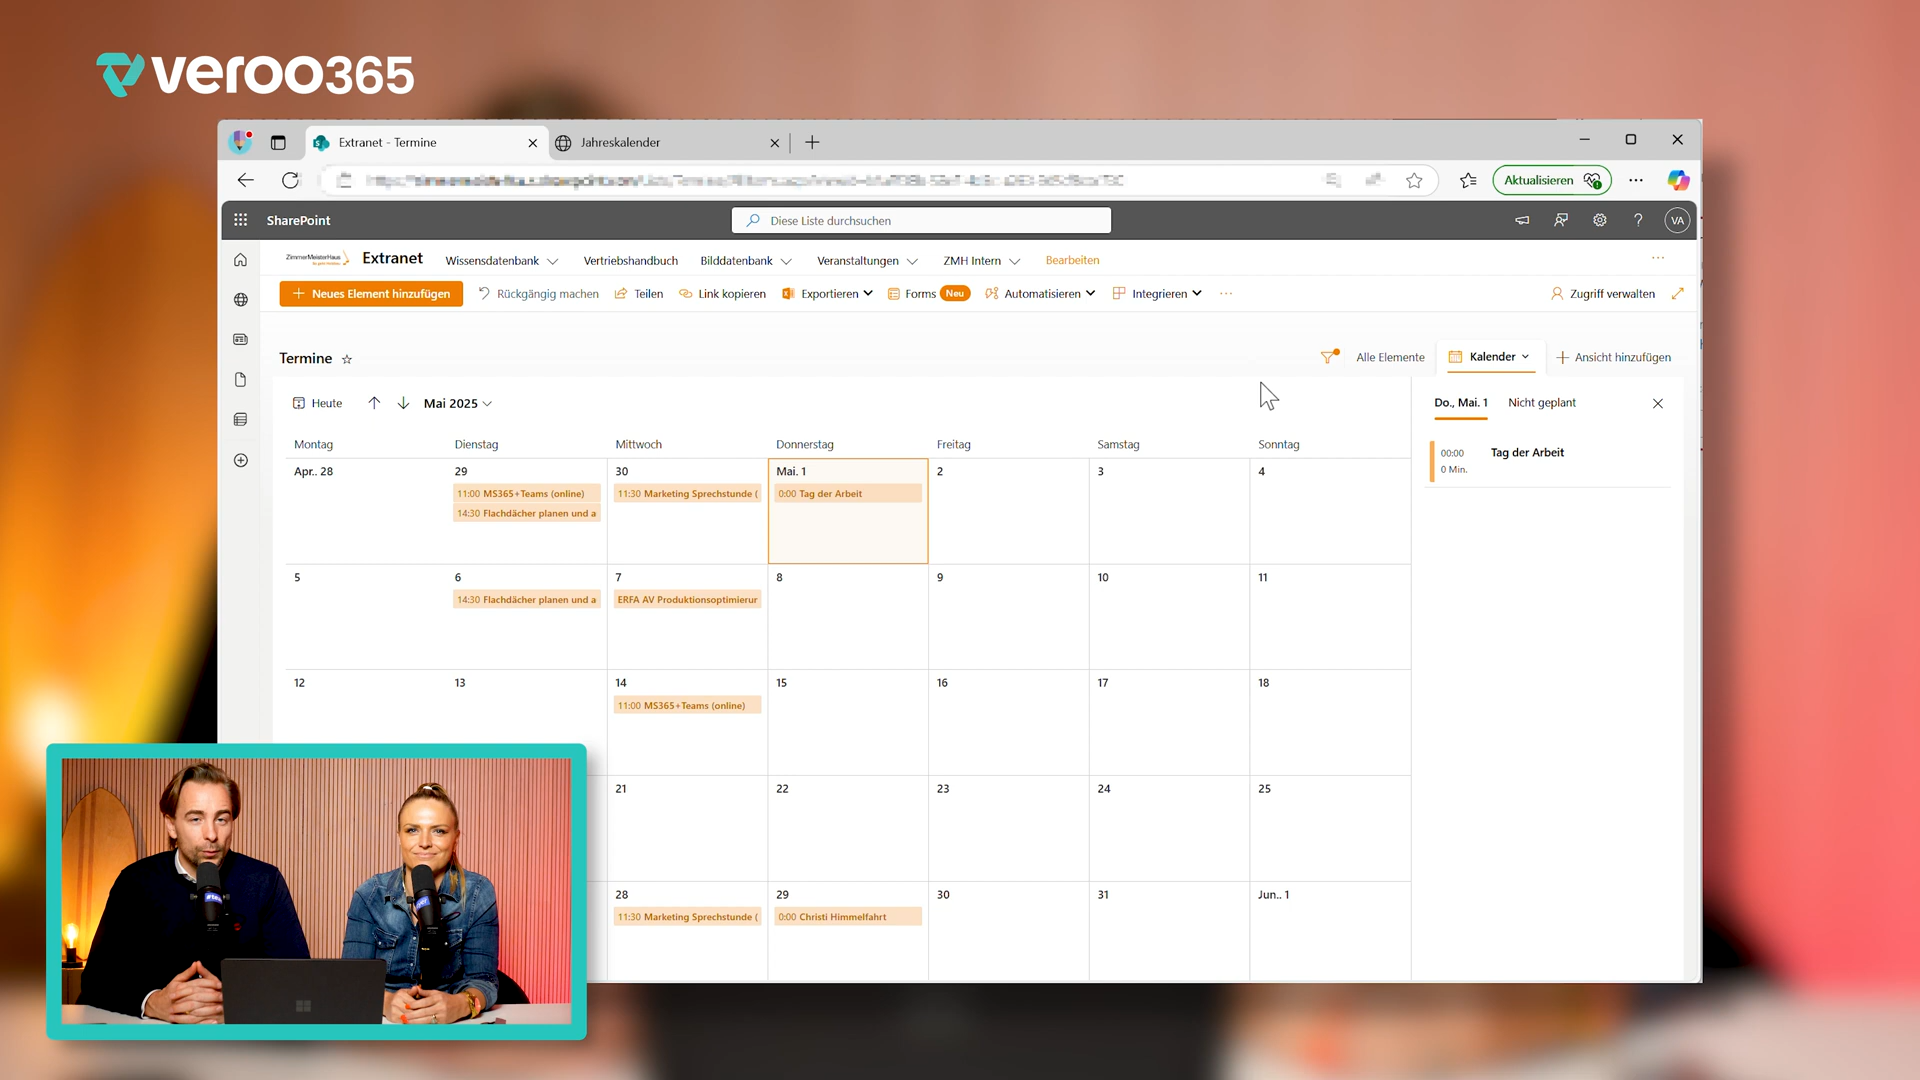 veroo365
Extranet - Termine
Jahreskalender
Aktualisieren
SharePoint
Diese Liste durchsuchen
VA
ZimmerMeisterHaus
Extranet
Wissensdatenbank
Vertriebshandbuch
Bilddatenbank
Veranstaltungen
ZMH Intern
Bearbeiten
Neues Element hinzufügen
Rückgängig machen
Teilen
Link kopieren
Exportieren
Forms
Neu
Automatisieren
Integrieren
Zugriff verwalten
Termine
Alle Elemente
Kalender
Ansicht hinzufügen
Heute
Mai 2025
Do., Mai. 1
Nicht geplant
Montag
Dienstag
Mittwoch
Donnerstag
Freitag
Samstag
Sonntag
00:00
Tag der Arbeit
0 Min.
Apr.. 28
29
30
Mai. 1
2
3
4
11:00 MS365+Teams (online)
11:30 Marketing Sprechstunde (
0:00 Tag der Arbeit
14:30 Flachdächer planen und a
5
6
7
8
9
10
11
14:30 Flachdächer planen und a
ERFA AV Produktionsoptimierur
12
13
14
15
16
17
18
11:00 MS365+Teams (online)
21
22
23
24
25
28
29
30
31
Jun.. 1
11:30 Marketing Sprechstunde (
0:00 Christi Himmelfahrt